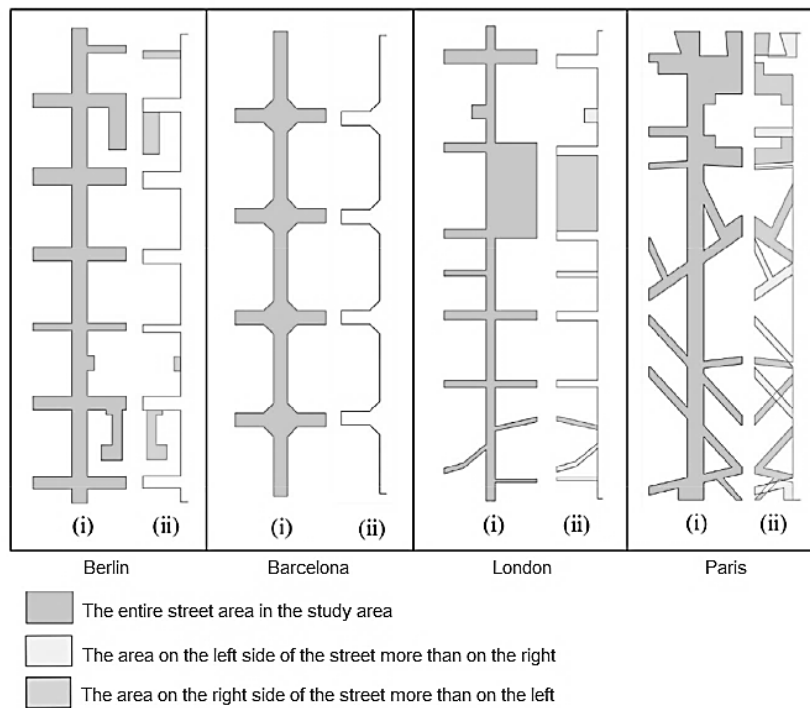 (i) (ii) (i) (ii) (i) (ii) (i) (ii)
Berlin Barcelona London Paris
The entire street area in the study area
The area on the left side of the street more than on the right
The area on the right side of the street more than on the left